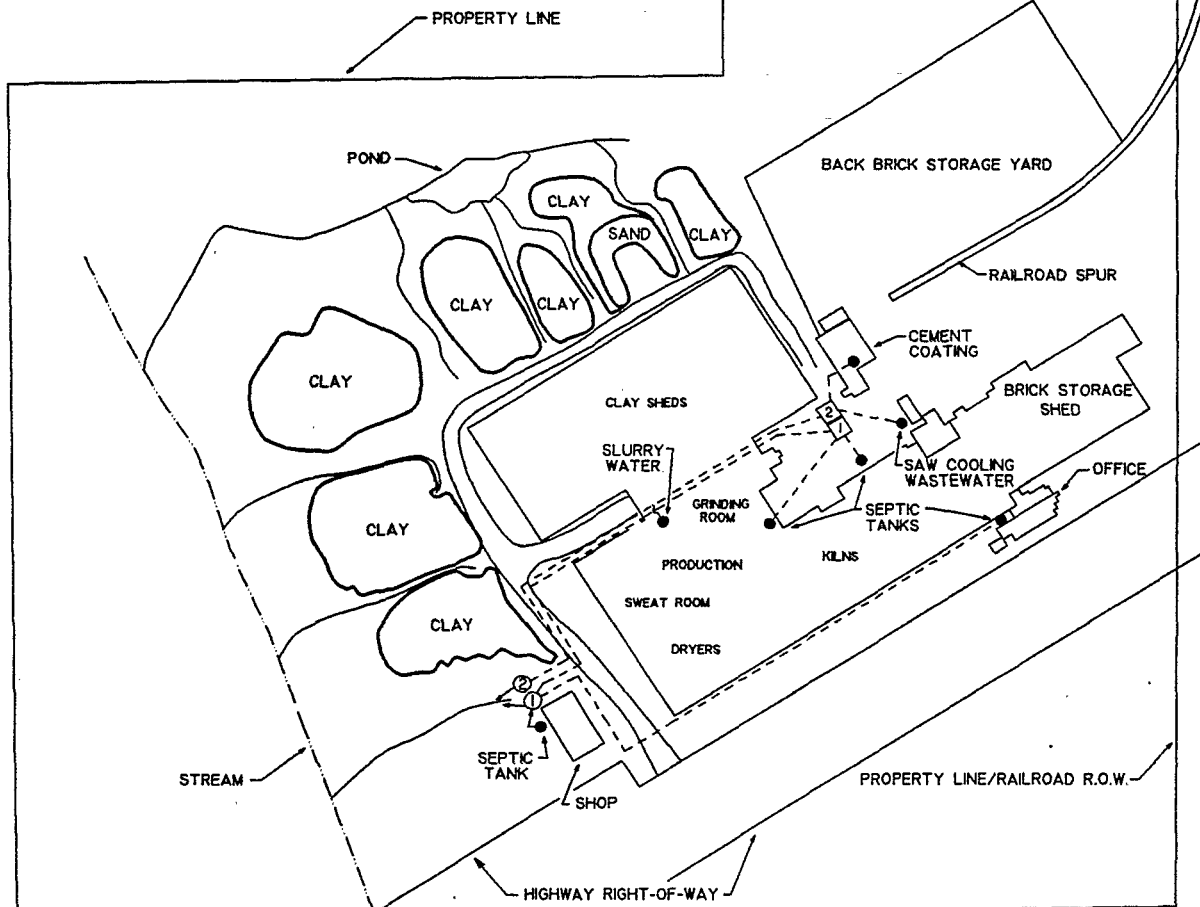 PROPERTY LINE
POND
BACK BRICK STORAGE YARD
CLAY
SAND
CLAY
CLAY
CLAY
RAILROAD SPUR
CEMENT
COATING
CLAY
CLAY SHEDS
BRICK STORAGE
SHED
2
1
SLURRY
WATER
SAW COOLING
WASTEWATER
OFFICE
GRINDING
ROOM
SEPTIC
TANKS
CLAY
PRODUCTION
KILNS
SWEAT ROOM
CLAY
DRYERS
2
1
SEPTIC
TANK
STREAM
SHOP
PROPERTY LINE/RAILROAD R.O.W.
HIGHWAY RIGHT-OF-WAY